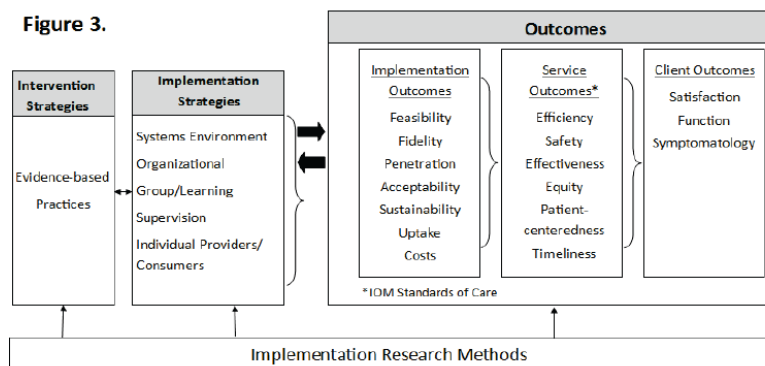 Figure 3.
Intervention
Strategies
Evidence-based
Practices
Implementation
Strategies
Systems Environment
Organizational
Group/Learning
Supervision
Individual Providers/
Consumers
Outcomes
Implementation
Outcomes
Feasibility
Fidelity
Penetration
Acceptability
Sustainability
Uptake
Costs
Service
Outcomes*
Efficiency
Safety
Effectiveness
Equity
Patient-
centeredness
Timeliness
Client Outcomes
Satisfaction
Function
Symptomatology
*IOM Standards of Care
Implementation Research Methods